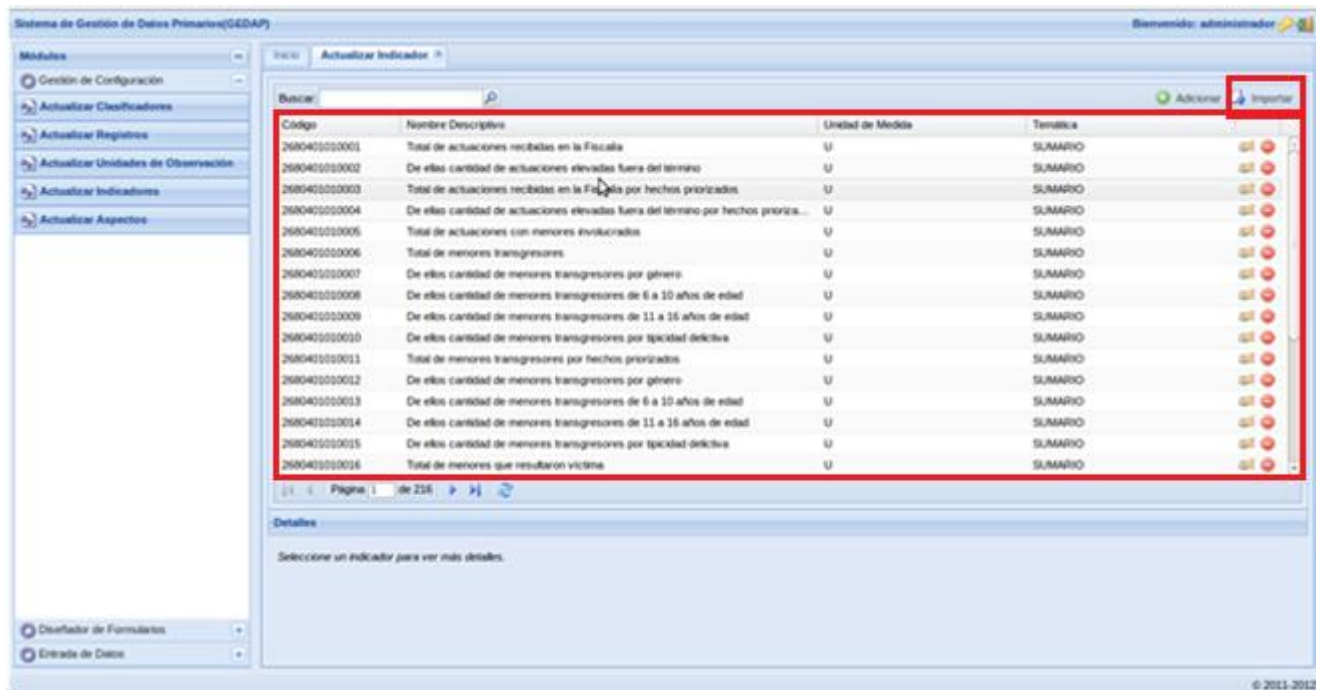 Sistema de Gestión de Datos Primarios(GEDAP)
Bienvenido: administrador
Módulos
Gestión de Configuración
Actualizar Clasificadores
Actualizar Registros
Actualizar Unidades de Observación
Actualizar Indicadores
Actualizar Aspectos
Diseñador de Formularios
Entrada de Datos
Inicio Actualizar Indicador
Buscar: Adicionar Importar
Código Nombre Descriptivo Unidad de Medida Temática
2680401010001 Total de actuaciones recibidas en la Fiscalía U SUMARIO
2680401010002 De ellas cantidad de actuaciones elevadas fuera del término U SUMARIO
2680401010003 Total de actuaciones recibidas en la Fiscalía por hechos priorizados U SUMARIO
2680401010004 De ellas cantidad de actuaciones elevadas fuera del término por hechos prioriza... U SUMARIO
2680401010005 Total de actuaciones con menores involucrados U SUMARIO
2680401010006 Total de menores transgresores U SUMARIO
2680401010007 De ellos cantidad de menores transgresores por género U SUMARIO
2680401010008 De ellos cantidad de menores transgresores de 6 a 10 años de edad U SUMARIO
2680401010009 De ellos cantidad de menores transgresores de 11 a 16 años de edad U SUMARIO
2680401010010 De ellos cantidad de menores transgresores por tipicidad delictiva U SUMARIO
2680401010011 Total de menores transgresores por hechos priorizados U SUMARIO
2680401010012 De ellos cantidad de menores transgresores por género U SUMARIO
2680401010013 De ellos cantidad de menores transgresores de 6 a 10 años de edad U SUMARIO
2680401010014 De ellos cantidad de menores transgresores de 11 a 16 años de edad U SUMARIO
2680401010015 De ellos cantidad de menores transgresores por tipicidad delictiva U SUMARIO
2680401010016 Total de menores que resultaron víctima U SUMARIO
Página 1 de 216
Detalles
Seleccione un indicador para ver más detalles.
© 2011-2012